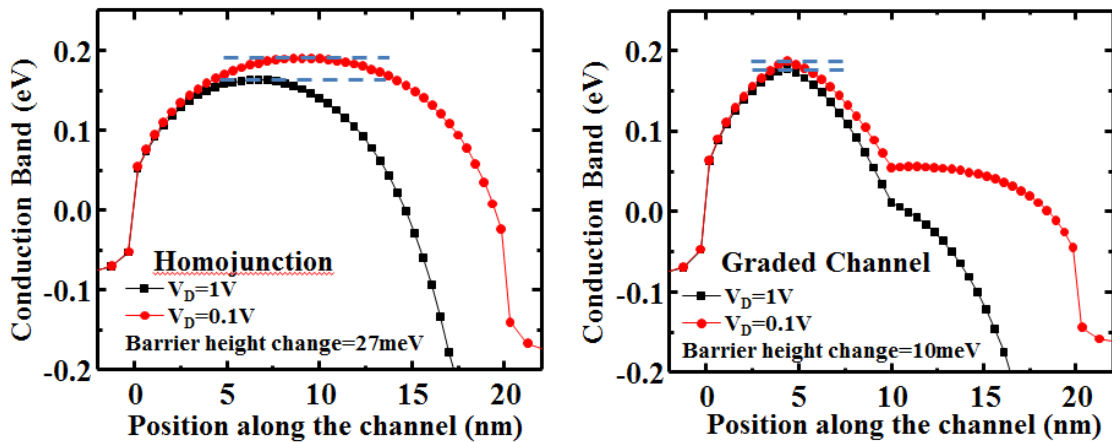 Conduction Band (eV)
0.2
0.1
0.0
-0.1
-0.2
Homojunction
V_D=1V
V_D=0.1V
Barrier height change=27meV
0 5 10 15 20
Position along the channel (nm)
Conduction Band (eV)
0.2
0.1
0.0
-0.1
-0.2
Graded Channel
V_D=1V
V_D=0.1V
Barrier height change=10meV
0 5 10 15 20
Position along the channel (nm)